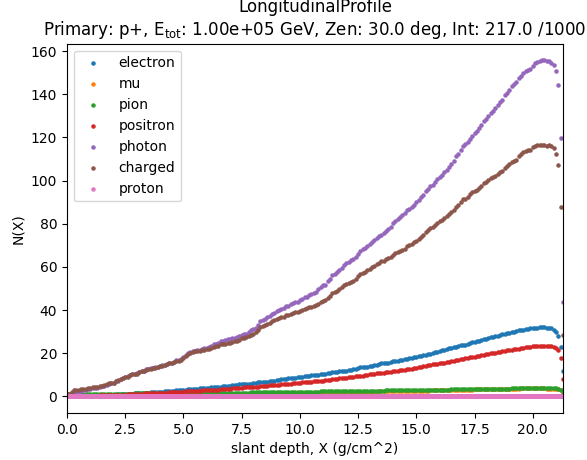 LongitudinalProfile
Primary: p+, E_tot: 1.00e+05 GeV, Zen: 30.0 deg, Int: 217.0 /1000
160
140
120
100
80
60
40
20
0
N(X)
electron
mu
pion
positron
photon
charged
proton
0.0 2.5 5.0 7.5 10.0 12.5 15.0 17.5 20.0
slant depth, X (g/cm^2)